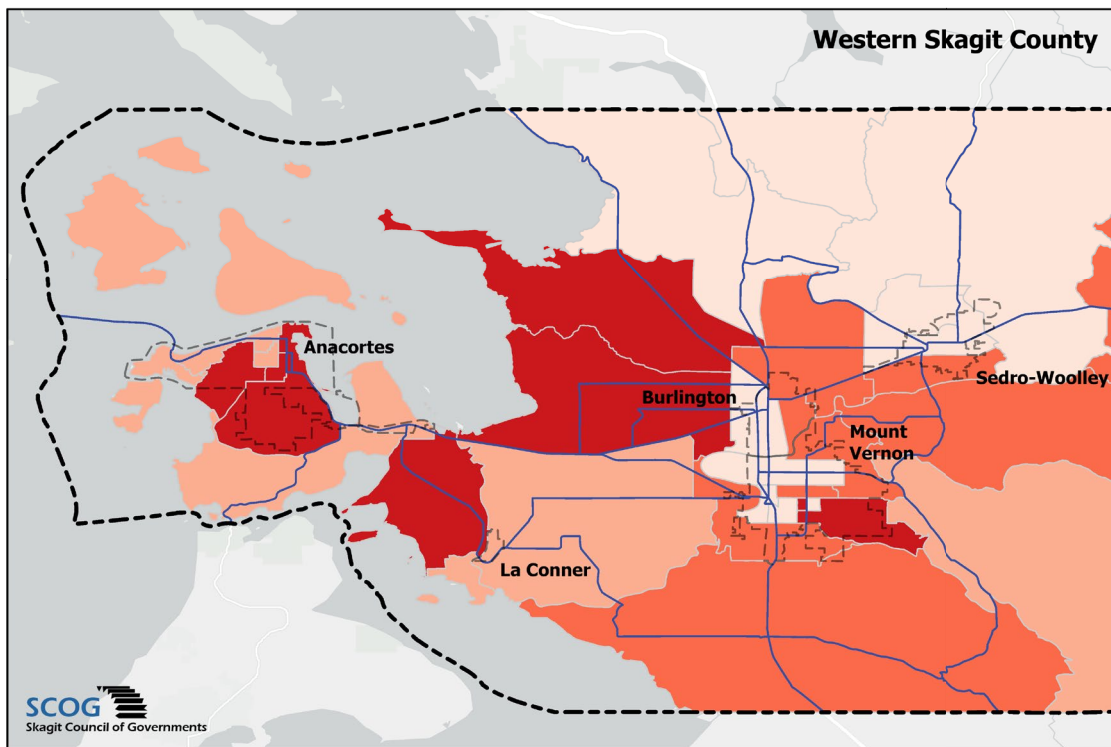 Western Skagit County
Anacortes
Burlington
Sedro-Woolley
Mount
Vernon
La Conner
SCOG
Skagit Council of Governments